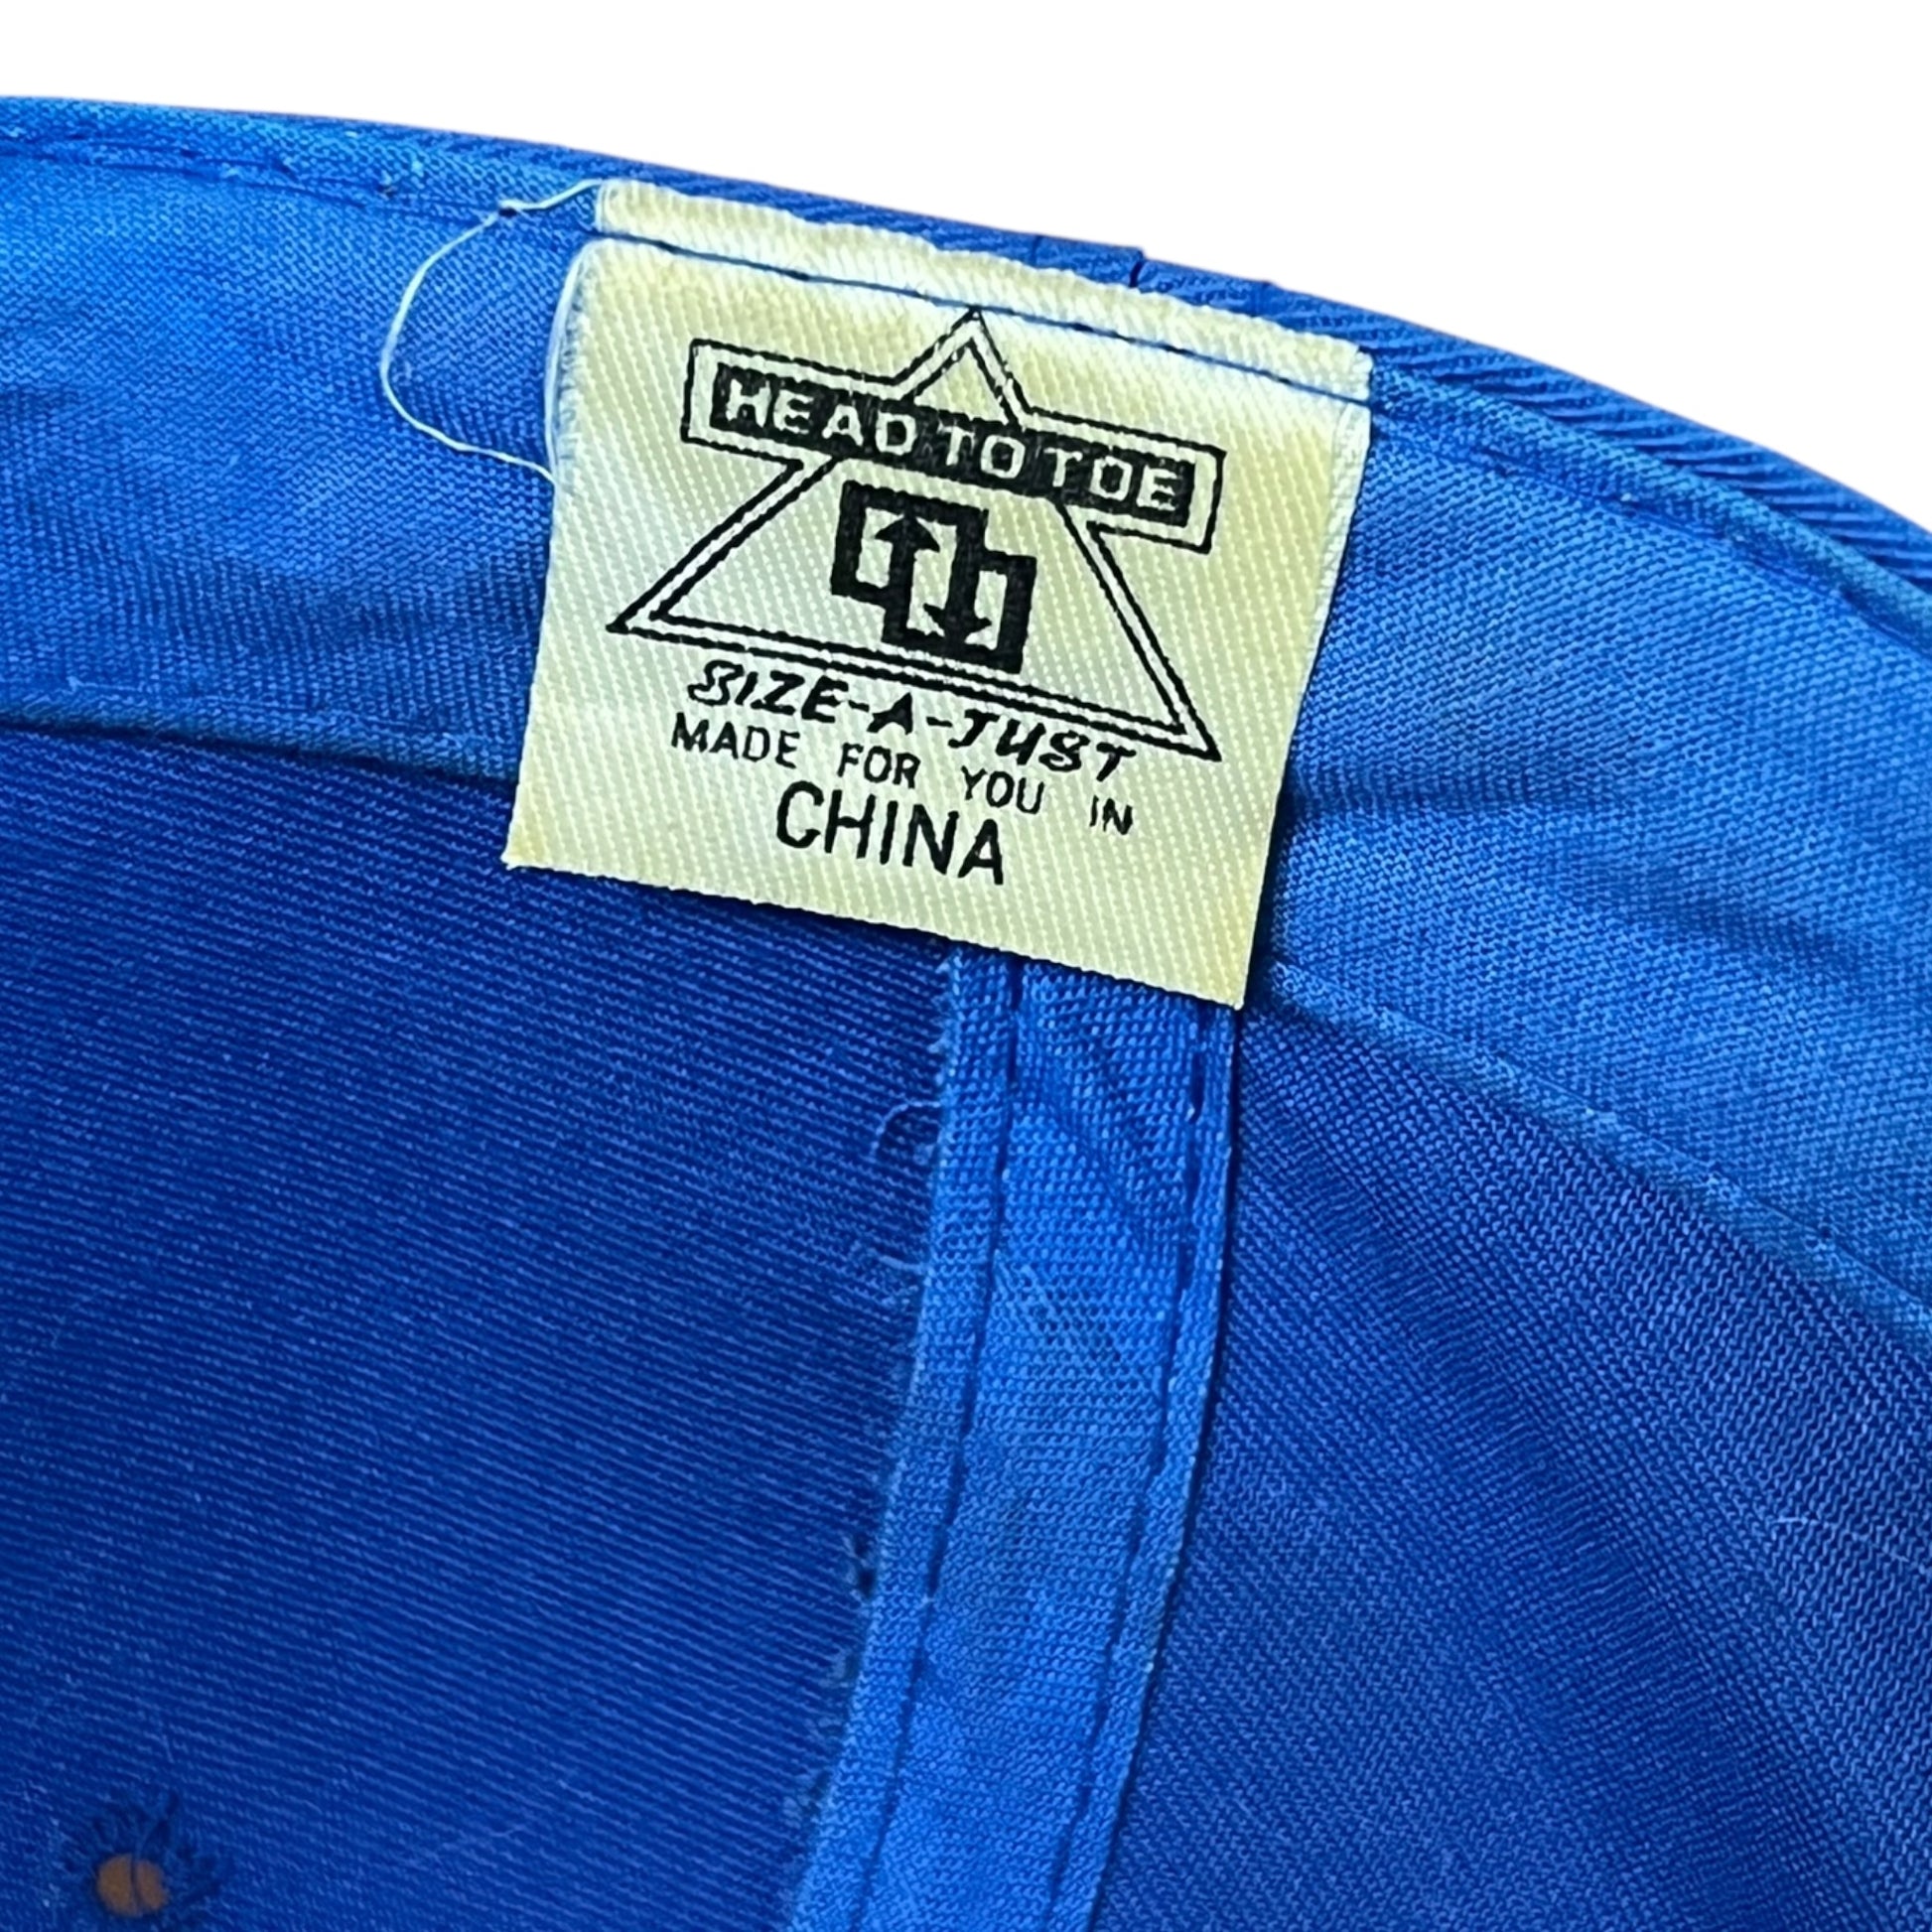 HEAD TO TOE
SIZE-A-JUST
MADE FOR YOU IN
CHINA